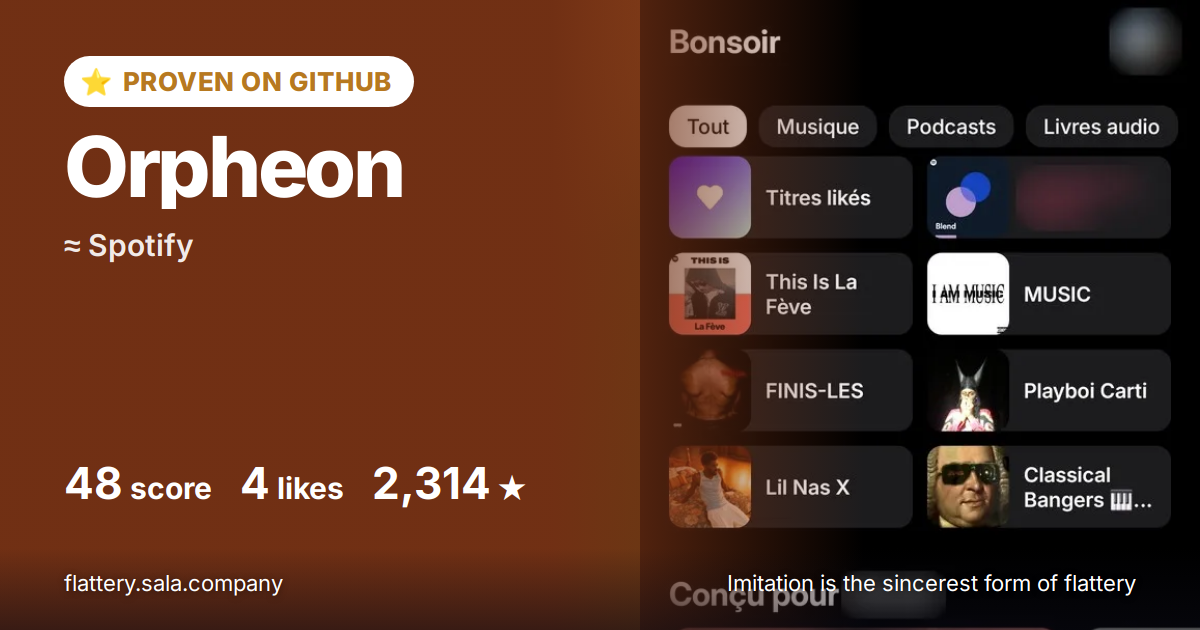 ⭐ PROVEN ON GITHUB
Orpheon
≈ Spotify
48 score 4 likes 2,314 ★
flattery.sala.company
Bonsoir
Tout
Musique
Podcasts
Livres audio
Titres likés
Blend
THIS IS
La Fève
This Is La
Fève
I AM MUSIC
MUSIC
FINIS-LES
Playboi Carti
Lil Nas X
Classical
Bangers 🎹...
Conçu pour
Imitation is the sincerest form of flattery